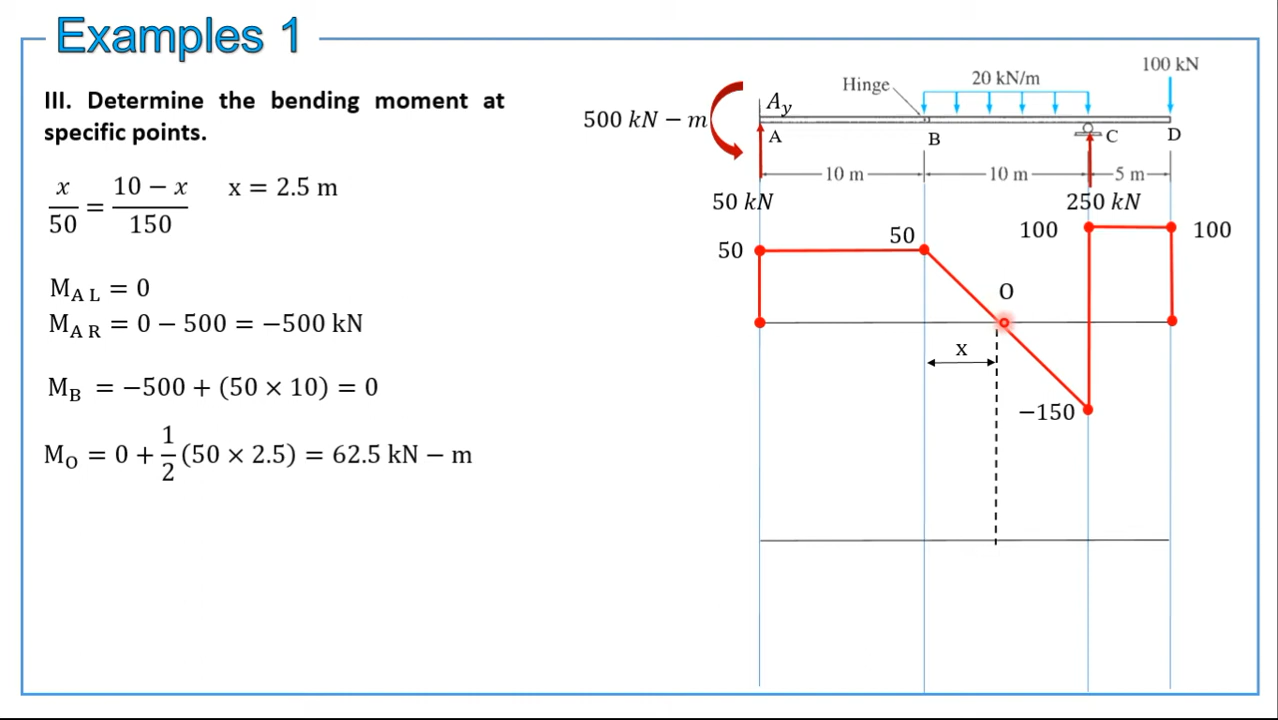 Examples 1
III. Determine the bending moment at
specific points.
x/50 = (10 − x)/150    x = 2.5 m
M_A L = 0
M_A R = 0 − 500 = −500 kN
M_B = −500 + (50 × 10) = 0
M_O = 0 + 1/2 (50 × 2.5) = 62.5 kN − m
100 kN
Hinge
20 kN/m
500 kN − m
A_y
A
B
C
D
10 m
10 m
5 m
50 kN
250 kN
50
50
100
100
O
x
−150